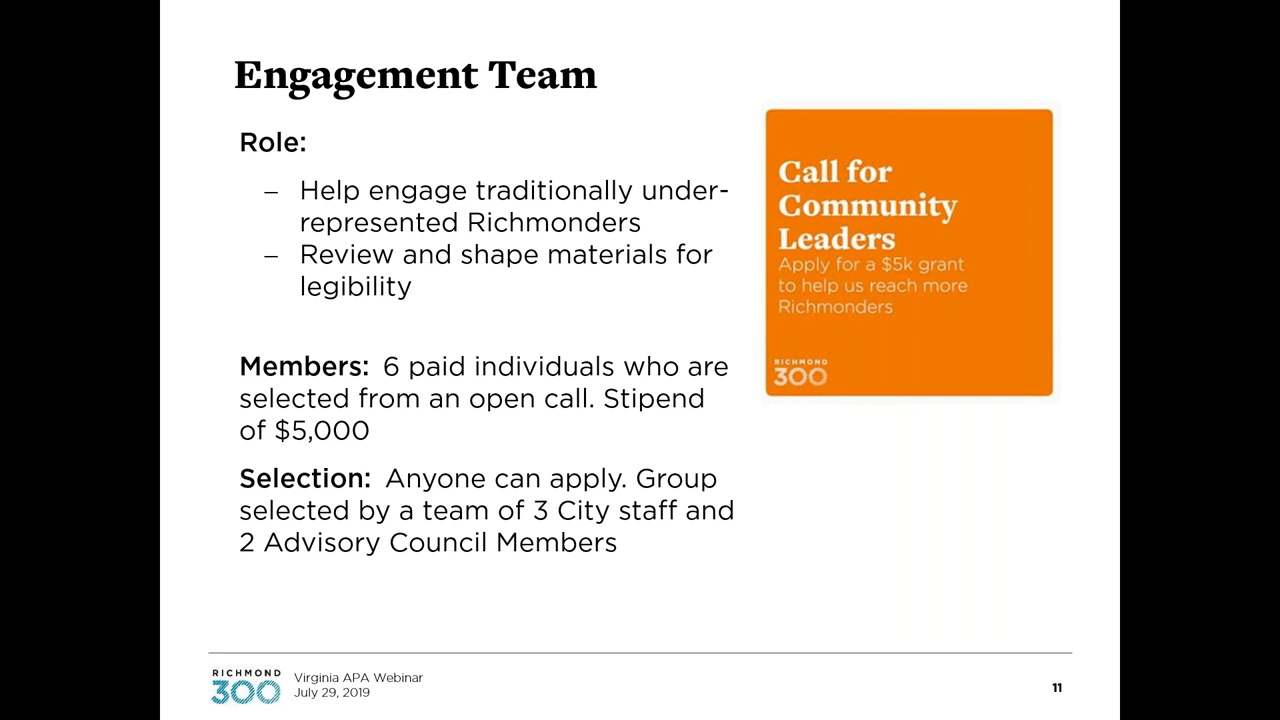 Engagement Team
Role:
– Help engage traditionally under-
represented Richmonders
– Review and shape materials for
legibility
Members: 6 paid individuals who are
selected from an open call. Stipend
of $5,000
Selection: Anyone can apply. Group
selected by a team of 3 City staff and
2 Advisory Council Members
Call for
Community
Leaders
Apply for a $5k grant
to help us reach more
Richmonders
RICHMOND
300
RICHMOND
300
Virginia APA Webinar
July 29, 2019
11